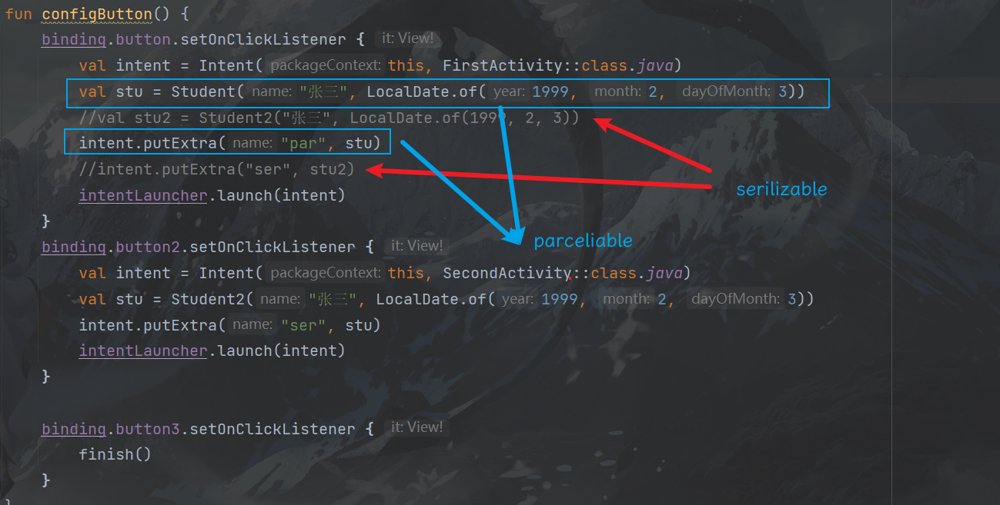 fun configButton() {
binding.button.setOnClickListener { it: View!
val intent = Intent( packageContext: this, FirstActivity::class.java)
val stu = Student( name: "张三", LocalDate.of( year: 1999, month: 2, dayOfMonth: 3))
//val stu2 = Student2("张三", LocalDate.of(1999, 2, 3))
intent.putExtra( name: "par", stu)
//intent.putExtra("ser", stu2)
serilizable
intentLauncher.launch(intent)
}
parceliable
binding.button2.setOnClickListener { it: View!
val intent = Intent( packageContext: this, SecondActivity::class.java)
val stu = Student2( name: "张三", LocalDate.of( year: 1999, month: 2, dayOfMonth: 3))
intent.putExtra( name: "ser", stu)
intentLauncher.launch(intent)
}
binding.button3.setOnClickListener { it: View!
finish()
}
}